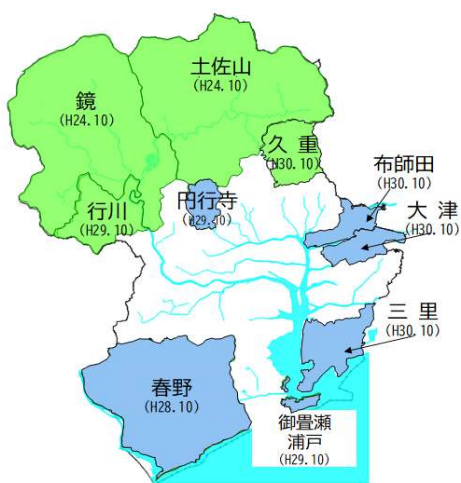 土佐山
(H24.10)
鏡
(H24.10)
久重
(H30.10)
布師田
(H30.10)
行川
(H29.10)
円行寺
(H29.10)
大津
(H30.10)
三里
(H30.10)
春野
(H28.10)
御畳瀬
浦戸
(H29.10)